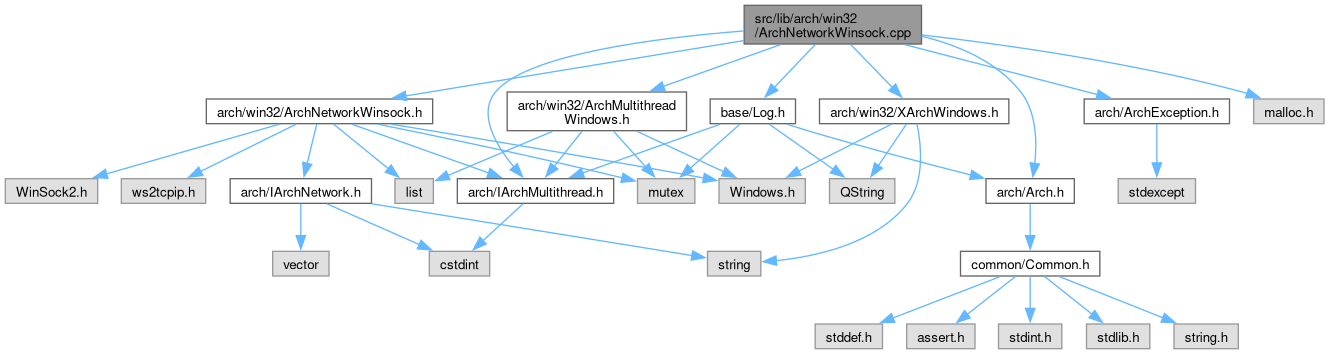 src/lib/arch/win32
/ArchNetworkWinsock.cpp
arch/win32/ArchNetworkWinsock.h
arch/win32/ArchMultithread
Windows.h
base/Log.h
arch/win32/XArchWindows.h
arch/ArchException.h
malloc.h
WinSock2.h
ws2tcpip.h
arch/IArchNetwork.h
list
arch/IArchMultithread.h
mutex
Windows.h
QString
arch/Arch.h
stdexcept
vector
cstdint
string
common/Common.h
stddef.h
assert.h
stdint.h
stdlib.h
string.h